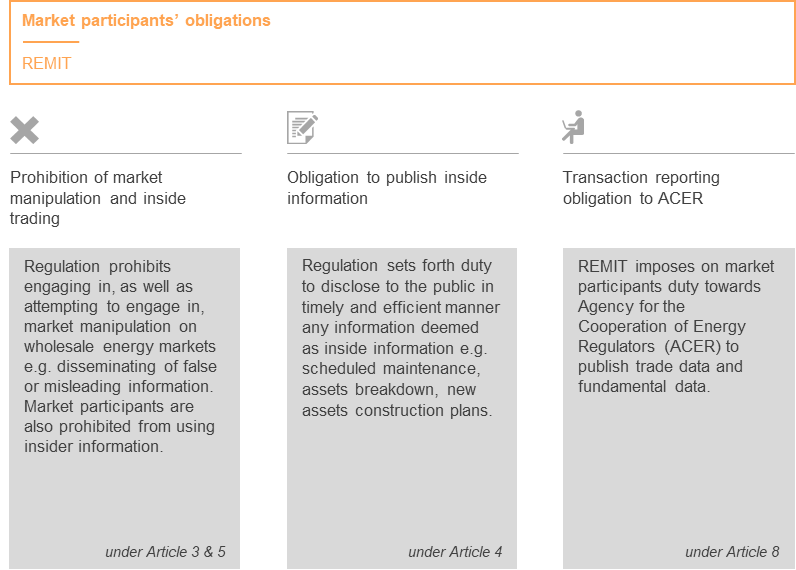 Market participants' obligations
REMIT
Prohibition of market
manipulation and inside
trading
Regulation prohibits
engaging in, as well as
attempting to engage in,
market manipulation on
wholesale energy markets
e.g. disseminating of false
or misleading information.
Market participants are
also prohibited from using
insider information.
under Article 3 & 5
Obligation to publish inside
information
Regulation sets forth duty
to disclose to the public in
timely and efficient manner
any information deemed
as inside information e.g.
scheduled maintenance,
assets breakdown, new
assets construction plans.
under Article 4
Transaction reporting
obligation to ACER
REMIT imposes on market
participants duty towards
Agency for the
Cooperation of Energy
Regulators (ACER) to
publish trade data and
fundamental data.
under Article 8